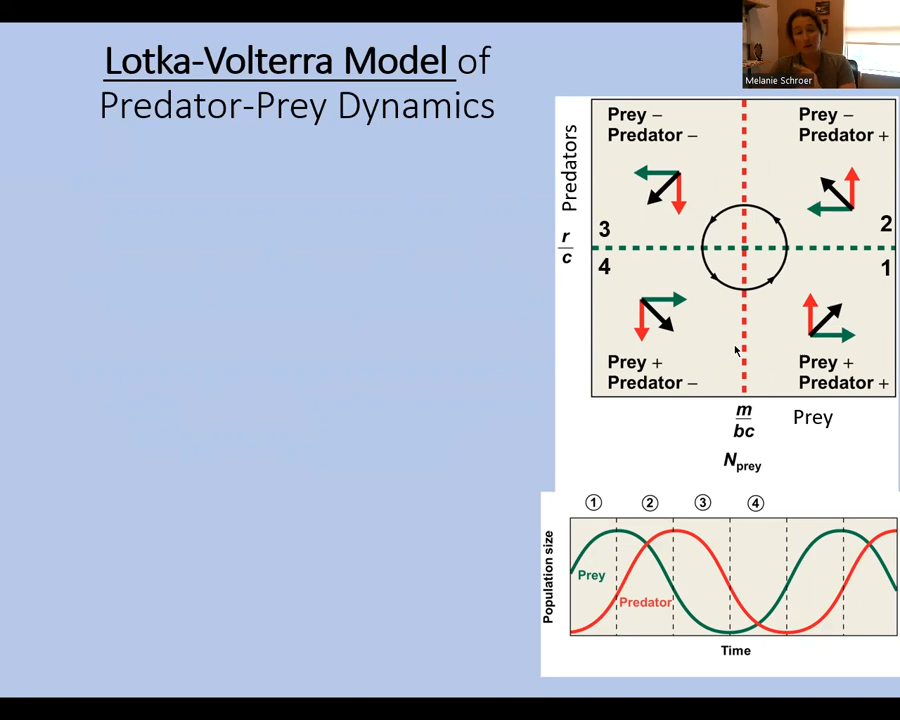 Lotka-Volterra Model of
Predator-Prey Dynamics
Melanie Schroer
Predators
r
c
Prey –
Predator –
Prey –
Predator +
3
2
4
1
Prey +
Predator –
Prey +
Predator +
m
bc
Prey
Nprey
① ② ③ ④
Population size
Prey
Predator
Time